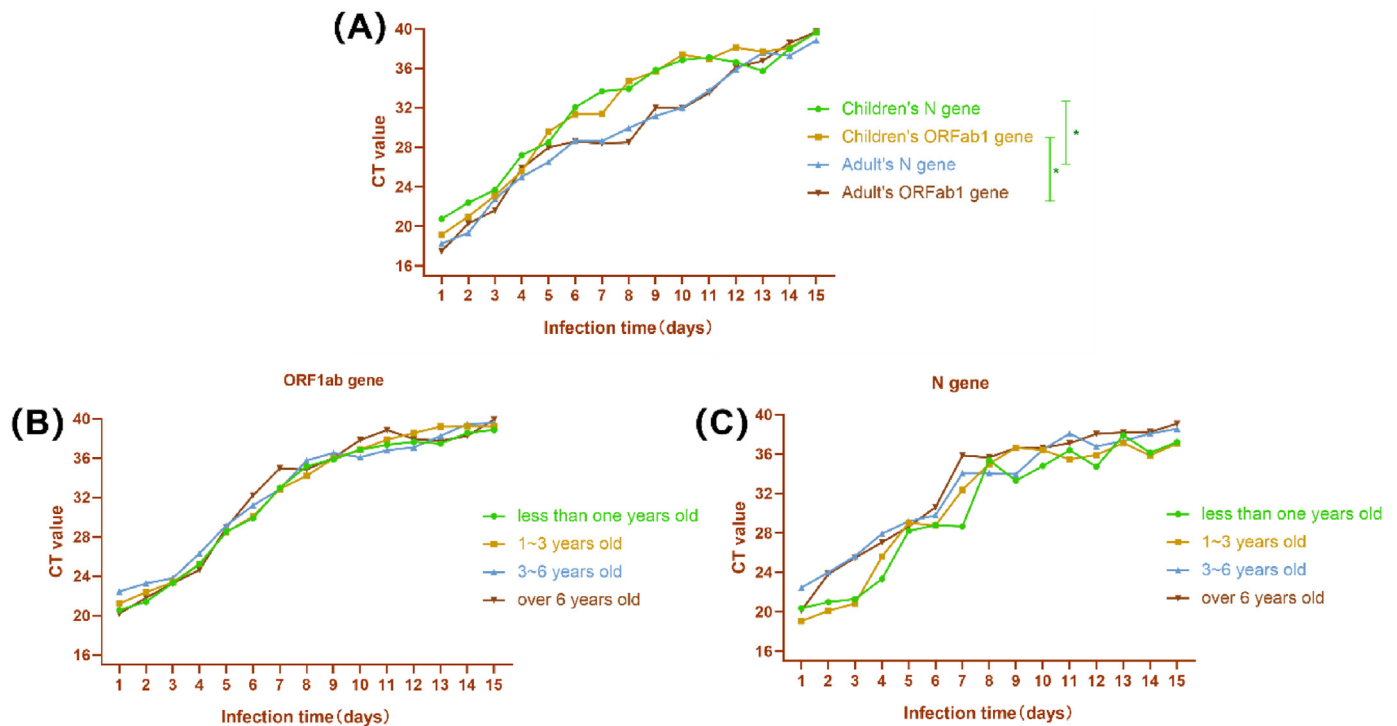 (A)
CT value
40
36
32
28
24
20
16
1 2 3 4 5 6 7 8 9 10 11 12 13 14 15
Infection time(days)
Children's N gene
Children's ORFab1 gene
Adult's N gene
Adult's ORFab1 gene
*
*
(B)
ORF1ab gene
CT value
40
36
32
28
24
20
16
1 2 3 4 5 6 7 8 9 10 11 12 13 14 15
Infection time(days)
less than one years old
1~3 years old
3~6 years old
over 6 years old
(C)
N gene
CT value
40
36
32
28
24
20
16
1 2 3 4 5 6 7 8 9 10 11 12 13 14 15
Infection time(days)
less than one years old
1~3 years old
3~6 years old
over 6 years old